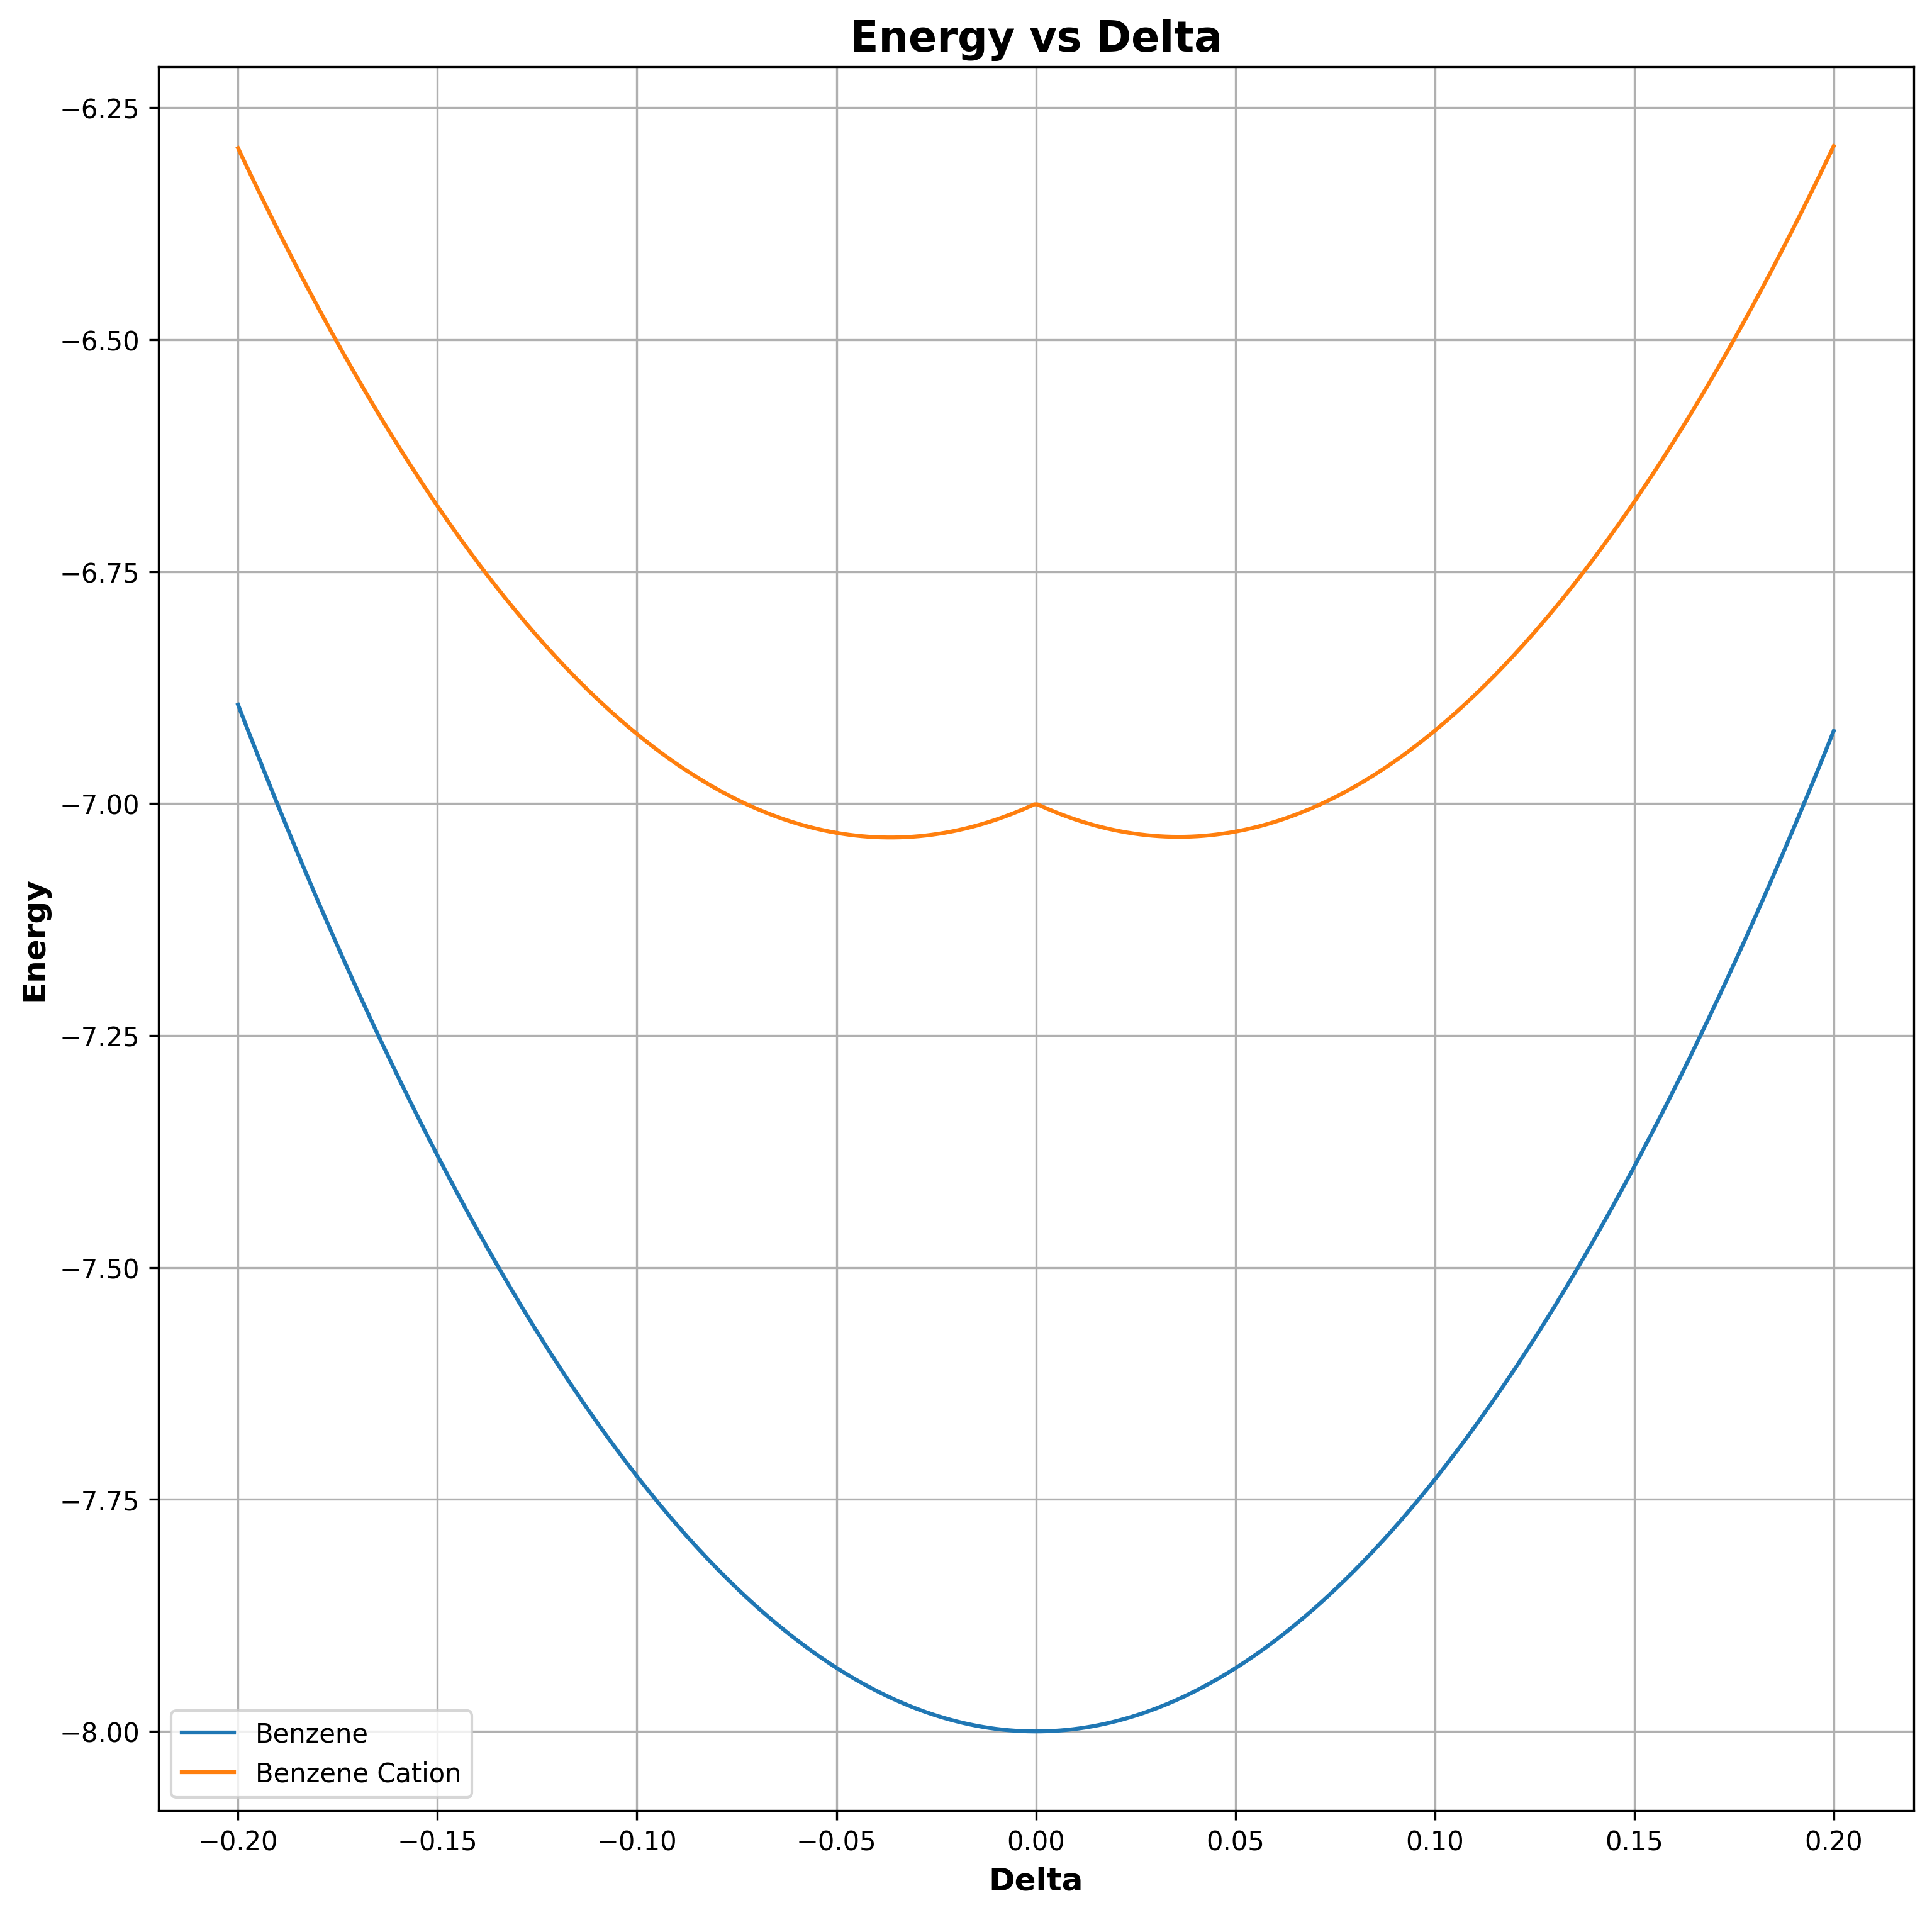 Energy vs Delta
−6.25
−6.50
−6.75
−7.00
−7.25
−7.50
−7.75
−8.00
Energy
Benzene
Benzene Cation
−0.20 −0.15 −0.10 −0.05 0.00 0.05 0.10 0.15 0.20
Delta